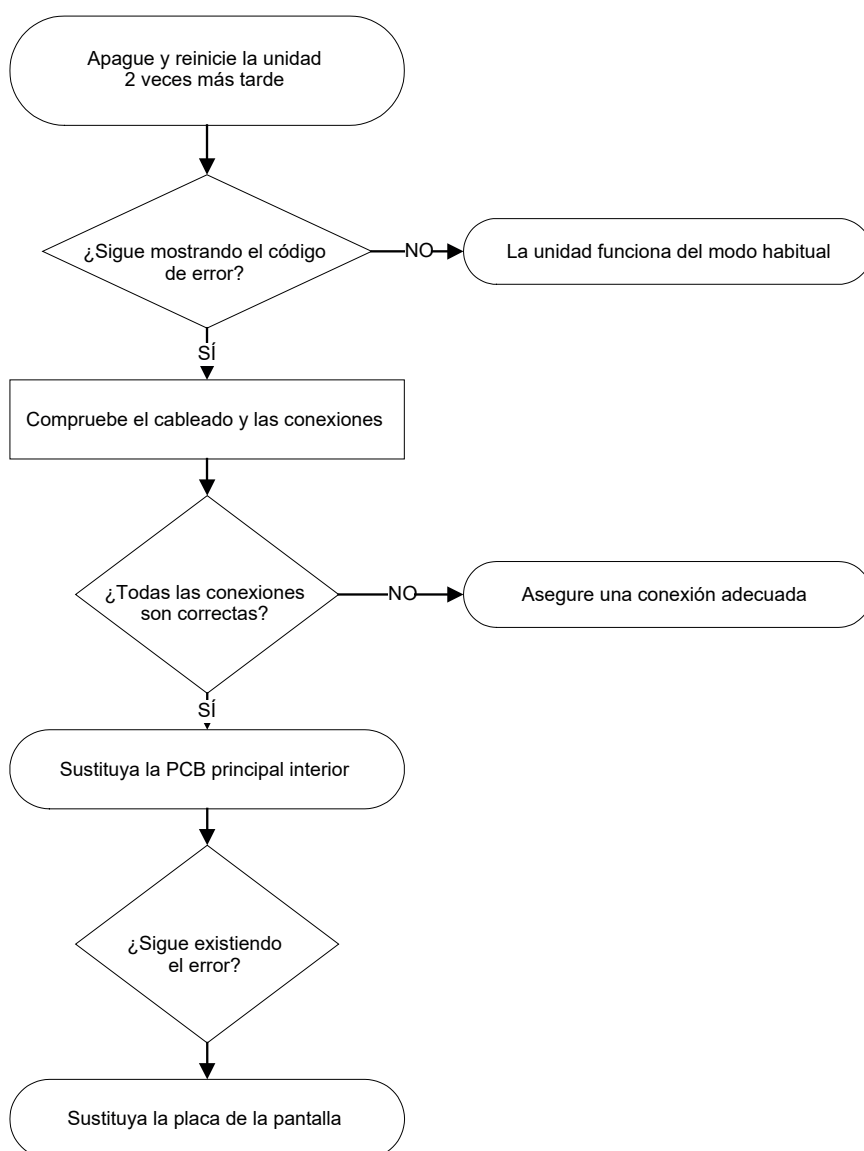 Apague y reinicie la unidad
2 veces más tarde
¿Sigue mostrando el código
de error?
NO
La unidad funciona del modo habitual
SÍ
Compruebe el cableado y las conexiones
¿Todas las conexiones
son correctas?
NO
Asegure una conexión adecuada
SÍ
Sustituya la PCB principal interior
¿Sigue existiendo
el error?
Sustituya la placa de la pantalla